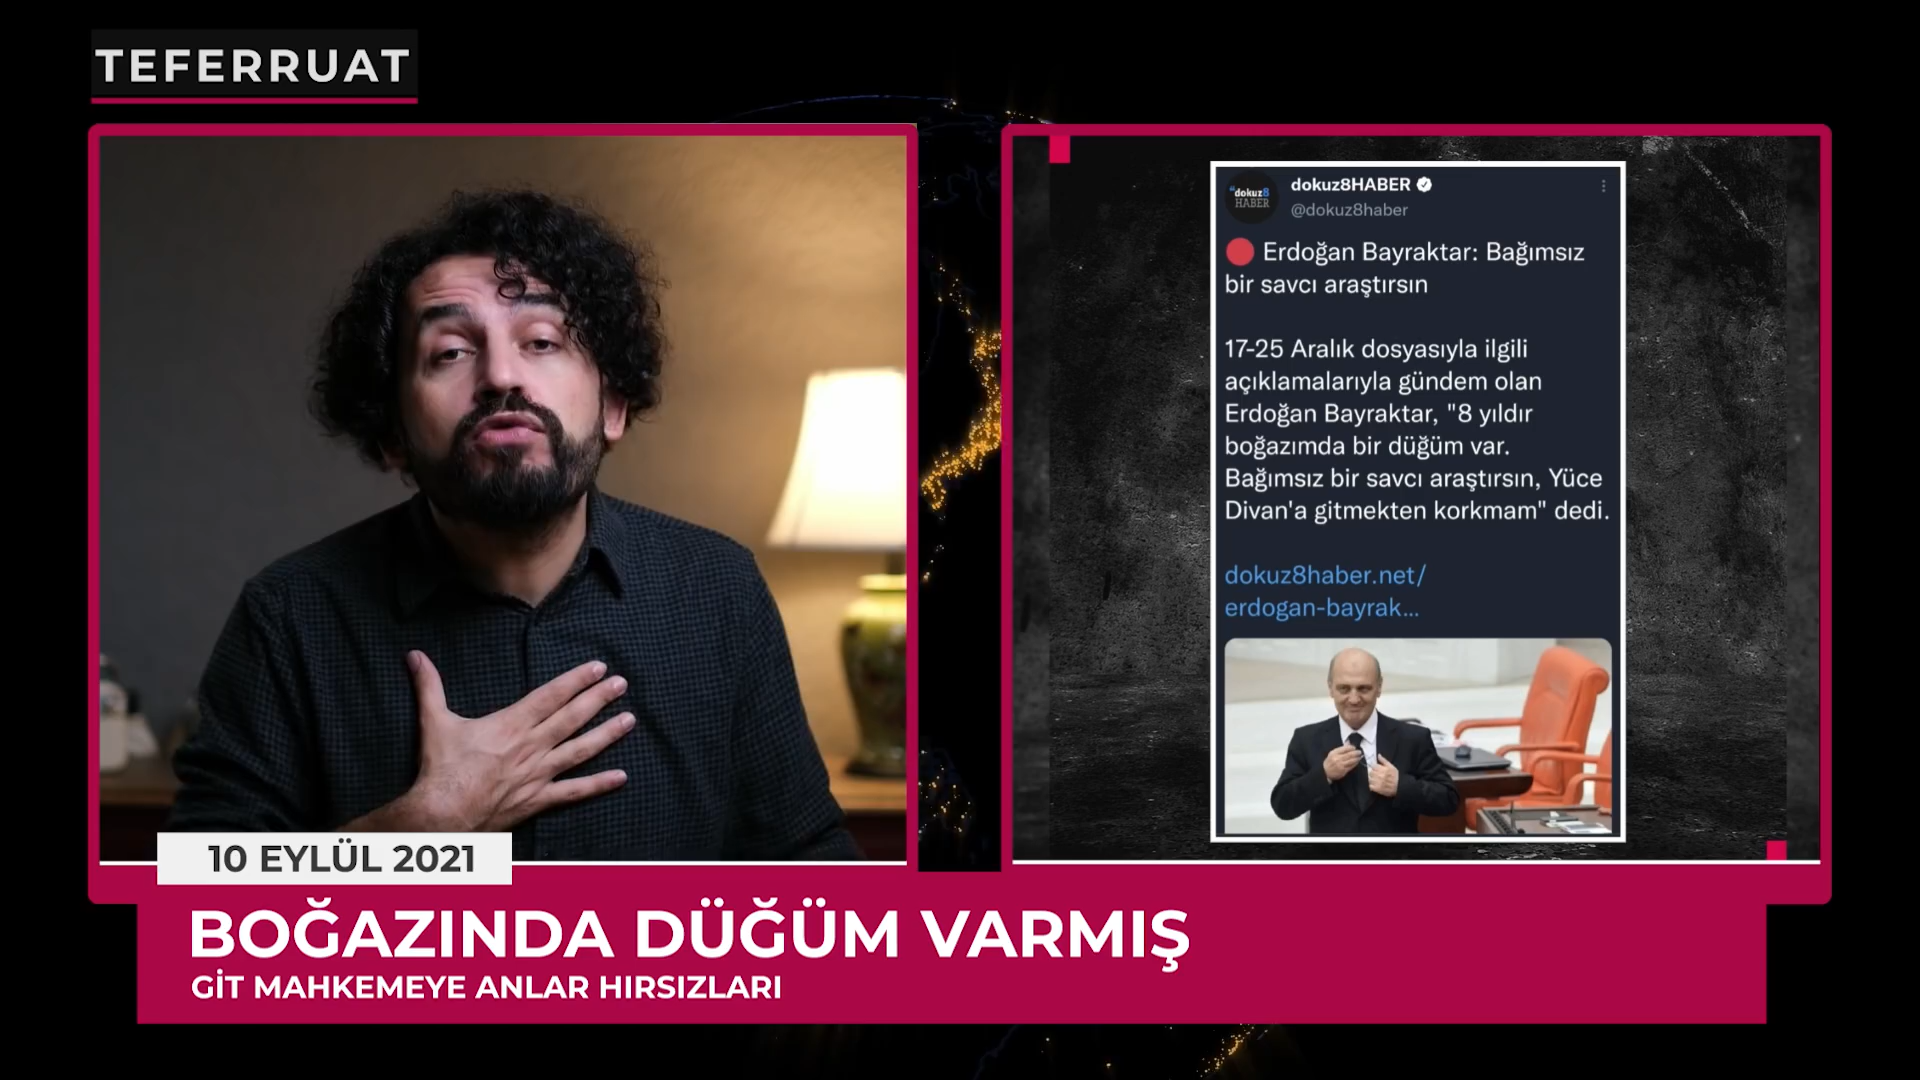 TEFERRUAT
dokuz8HABER
@dokuz8haber
dokuz8
HABER
Erdoğan Bayraktar: Bağımsız
bir savcı araştırsın
17-25 Aralık dosyasıyla ilgili
açıklamalarıyla gündem olan
Erdoğan Bayraktar, "8 yıldır
boğazımda bir düğüm var.
Bağımsız bir savcı araştırsın, Yüce
Divan'a gitmekten korkmam" dedi.
dokuz8haber.net/
erdogan-bayrak...
10 EYLÜL 2021
BOĞAZINDA DÜĞÜM VARMIŞ
GİT MAHKEMEYE ANLAR HIRSIZLARI